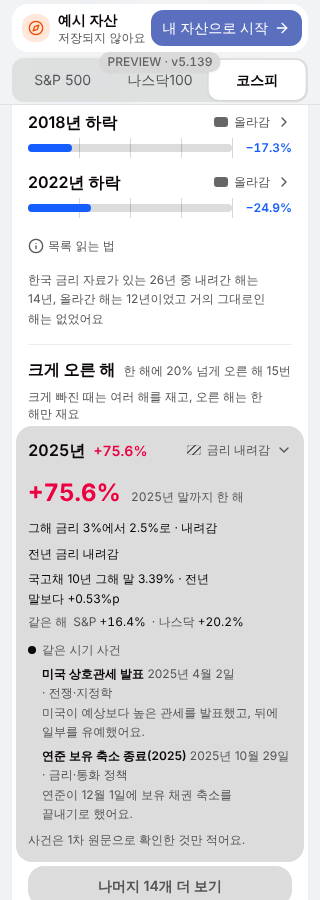 예시 자산
저장되지 않아요
내 자산으로 시작 →
PREVIEW · v5.139
S&P 500
나스닥100
코스피
2018년 하락 올라감
−17.3%
2022년 하락 올라감
−24.9%
목록 읽는 법
한국 금리 자료가 있는 26년 중 내려간 해는
14년, 올라간 해는 12년이었고 거의 그대로인
해는 없었어요
크게 오른 해 한 해에 20% 넘게 오른 해 15번
크게 빠진 때는 여러 해를 재고, 오른 해는 한
해만 재요
2025년 +75.6% 금리 내려감
+75.6% 2025년 말까지 한 해
그해 금리 3%에서 2.5%로 · 내려감
전년 금리 내려감
국고채 10년 그해 말 3.39% · 전년
말보다 +0.53%p
같은 해 S&P +16.4% · 나스닥 +20.2%
같은 시기 사건
미국 상호관세 발표 2025년 4월 2일
· 전쟁·지정학
미국이 예상보다 높은 관세를 발표했고, 뒤에
일부를 유예했어요.
연준 보유 축소 종료(2025) 2025년 10월 29일
· 금리·통화 정책
연준이 12월 1일에 보유 채권 축소를
끝내기로 했어요.
사건은 1차 원문으로 확인한 것만 적어요.
나머지 14개 더 보기